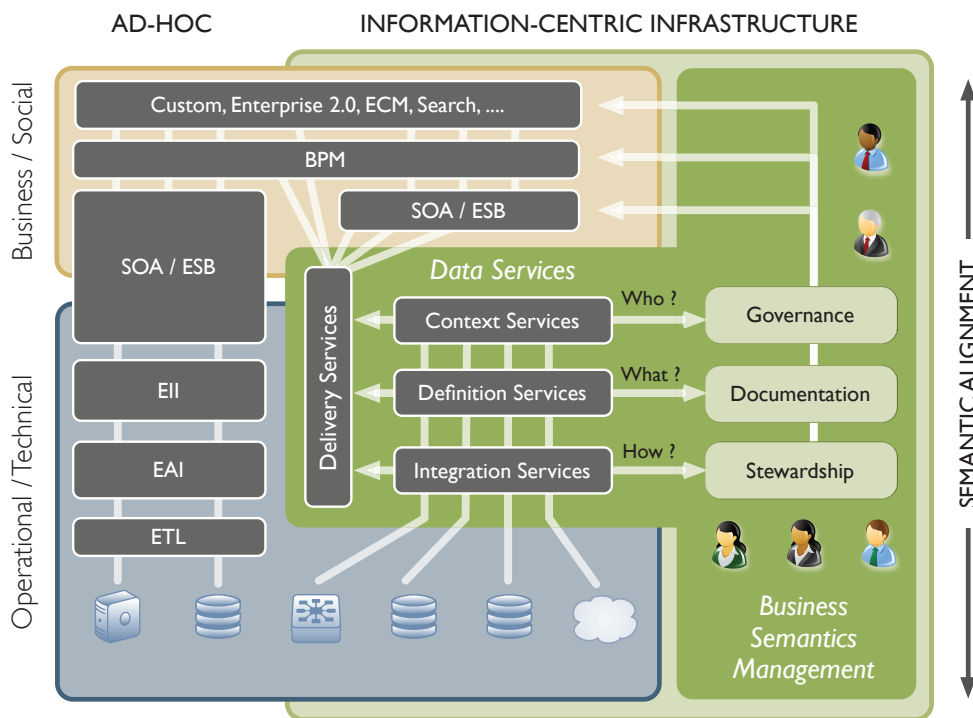 AD-HOC
INFORMATION-CENTRIC INFRASTRUCTURE
Business / Social
Operational / Technical
Custom, Enterprise 2.0, ECM, Search, ....
BPM
SOA / ESB
SOA / ESB
EII
EAI
ETL
Delivery Services
Data Services
Context Services
Definition Services
Integration Services
Who ?
What ?
How ?
Governance
Documentation
Stewardship
Business
Semantics
Management
SEMANTIC ALIGNMENT